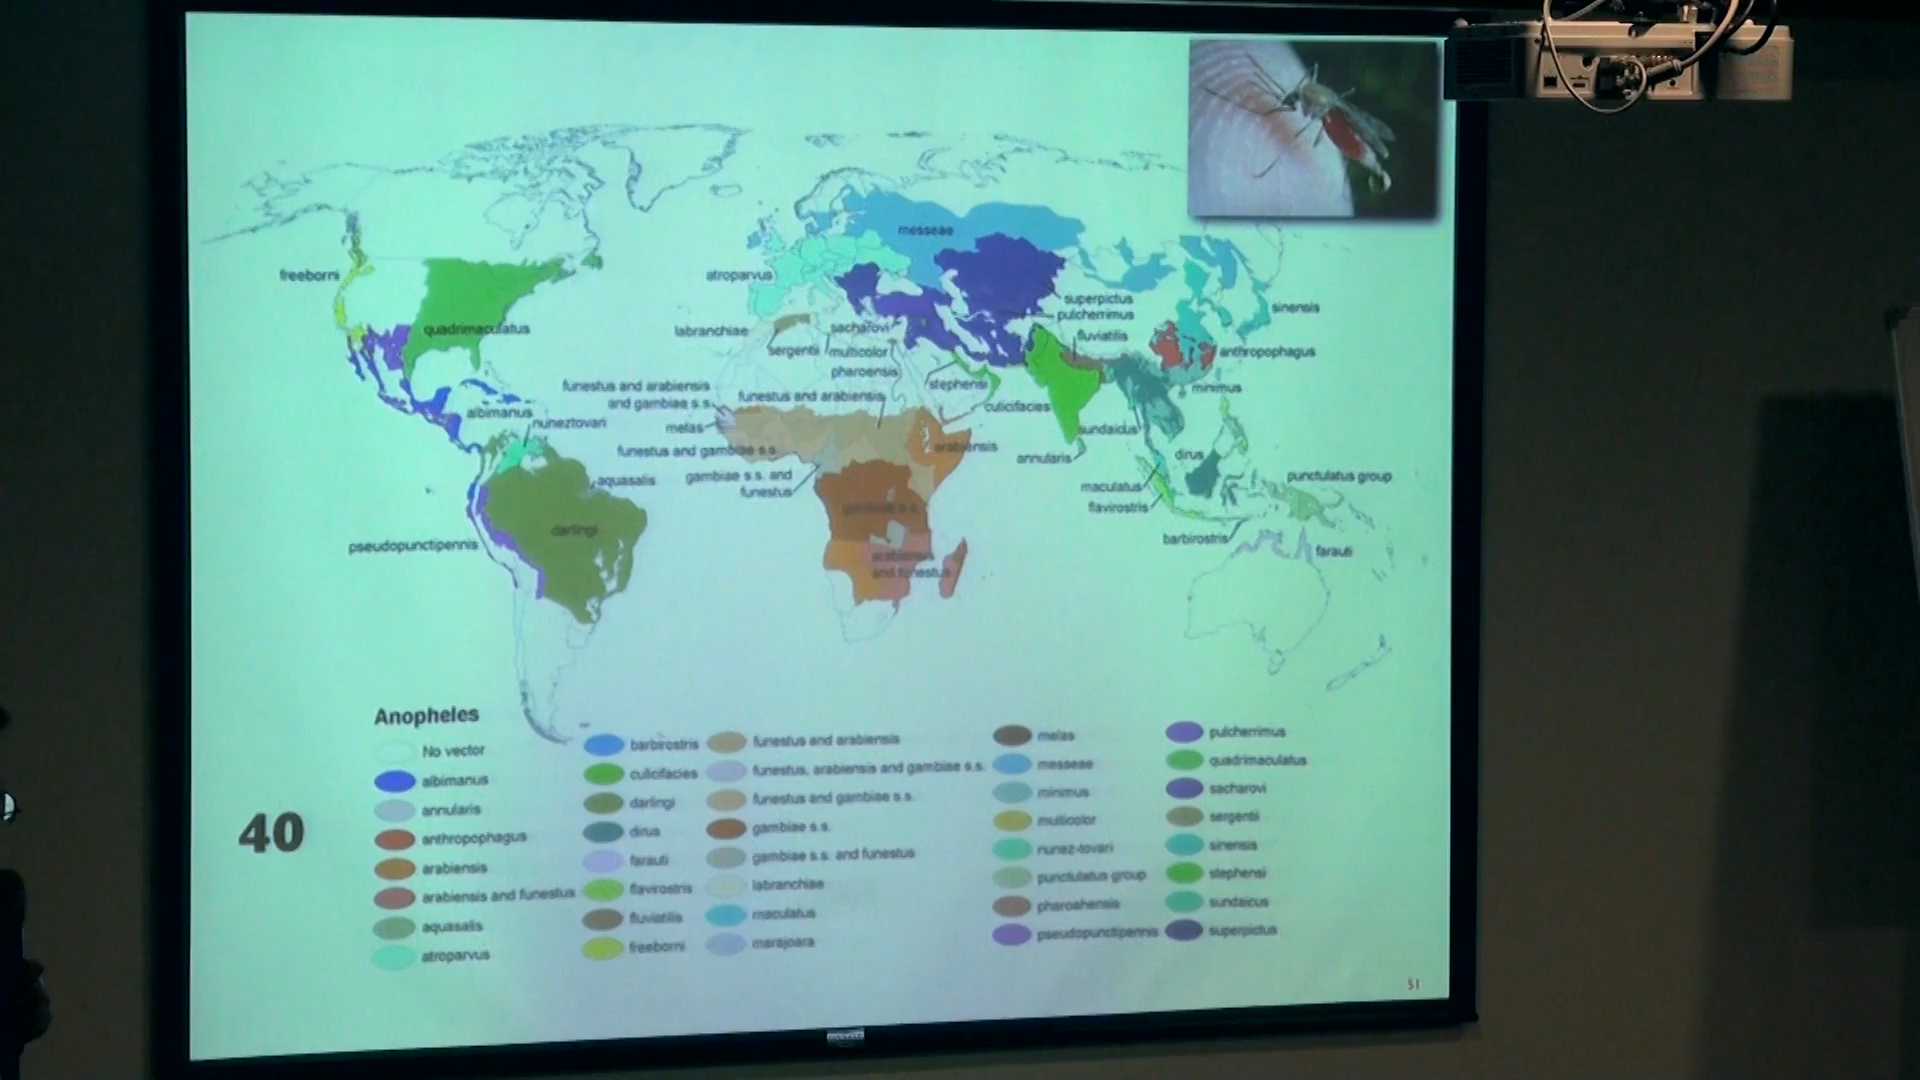 messeae
freeborni
atroparvus
superpictus
sinensis
pulcherrimus
quadrimaculatus
labranchiae
sacharovi
fluviatilis
sergentii
multicolor
anthropophagus
pharoensis
funestus and arabiensis
and gambiae s.s.
stephensi
minimus
funestus and arabiensis
albimanus
culicifacies
nuneztovari
melas
sundaicus
funestus and gambiae s.s.
arabiensis
annularis
dirus
aquasalis
gambiae s.s. and
funestus
punctulatus group
maculatus
flavirostris
gambiae s.s.
darlingi
pseudopunctipennis
barbirostris
farauti
arabiensis
and funestus
Anopheles
No vector
albimanus
annularis
anthropophagus
arabiensis
arabiensis and funestus
aquasalis
atroparvus
barbirostris
culicifacies
darlingi
dirus
farauti
flavirostris
fluviatilis
freeborni
funestus and arabiensis
funestus, arabiensis and gambiae s.s.
funestus and gambiae s.s.
gambiae s.s.
gambiae s.s. and funestus
labranchiae
maculatus
marajoara
melas
messeae
minimus
multicolor
nunez-tovari
punctulatus group
pharoahensis
pseudopunctipennis
pulcherrimus
quadrimaculatus
sacharovi
sergentii
sinensis
stephensi
sundaicus
superpictus
40
51